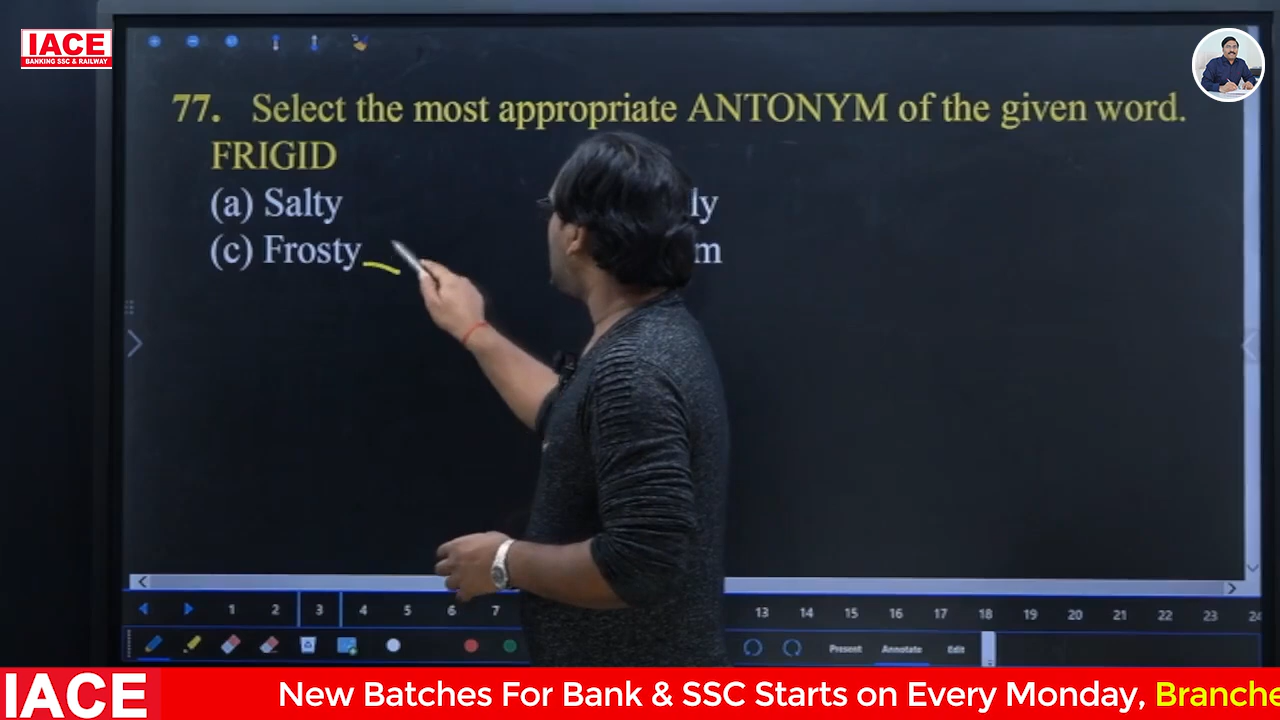 IACE
BANKING SSC & RAILWAY
77. Select the most appropriate ANTONYM of the given word.
FRIGID
(a) Salty ly
(c) Frosty m
1 2 3 4 5 6 7 13 14 15 16 17 18 19 20 21 22 23 24
Present Annotate Edit
IACE New Batches For Bank & SSC Starts on Every Monday, Branche